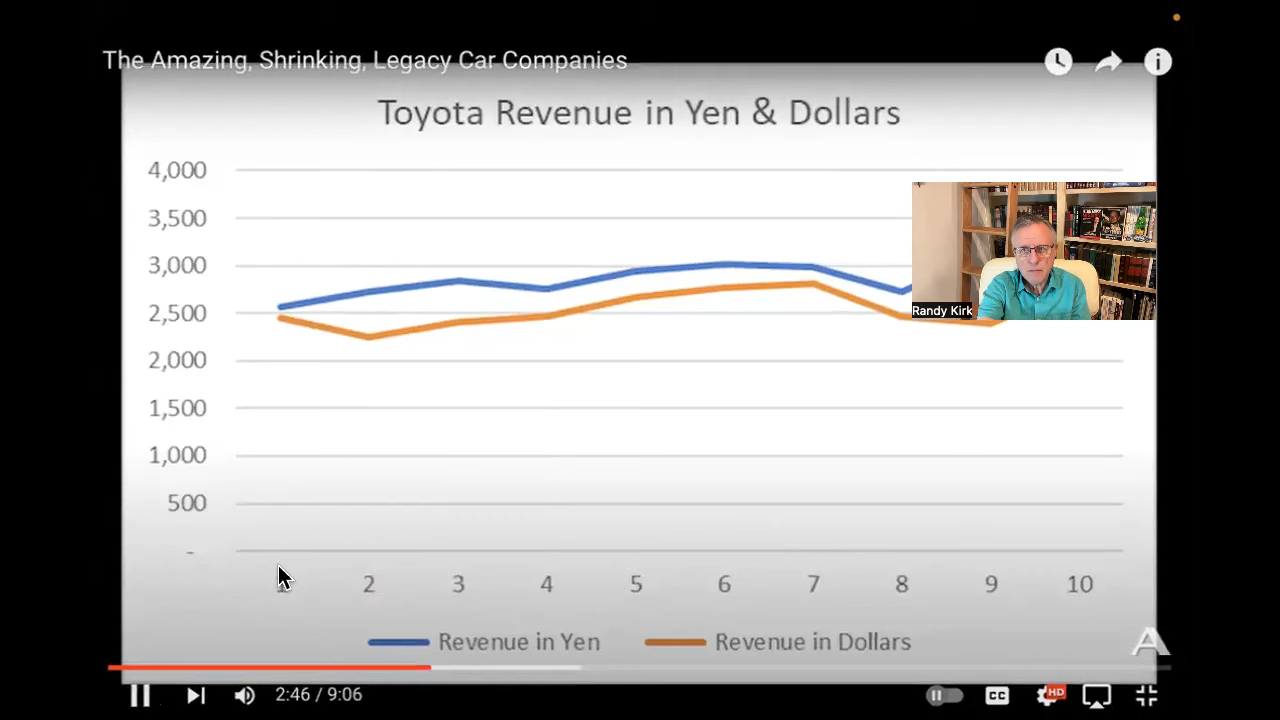 The Amazing, Shrinking, Legacy Car Companies
Toyota Revenue in Yen & Dollars
4,000
3,500
3,000
2,500
2,000
1,500
1,000
500
-
Randy Kirk
2 3 4 5 6 7 8 9 10
Revenue in Yen Revenue in Dollars
A
2:46 / 9:06
CC
HD